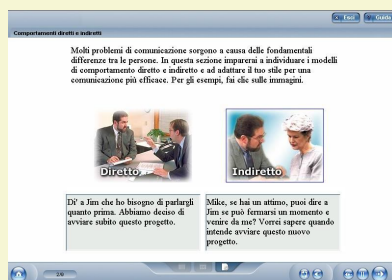 Esci
Guida
Comportamenti diretti e indiretti
Molti problemi di comunicazione sorgono a causa delle fondamentali
differenze tra le persone. In questa sezione imparerai a individuare i modelli
di comportamento diretto e indiretto e ad adattare il tuo stile per una
comunicazione più efficace. Per gli esempi, fai clic sulle immagini.
Diretto
Indiretto
Di' a Jim che ho bisogno di parlargli
quanto prima. Abbiamo deciso di
avviare subito questo progetto.
Mike, se hai un attimo, puoi dire a
Jim se può fermarsi un momento e
venire da me? Vorrei sapere quando
intende avviare questo nuovo
progetto.